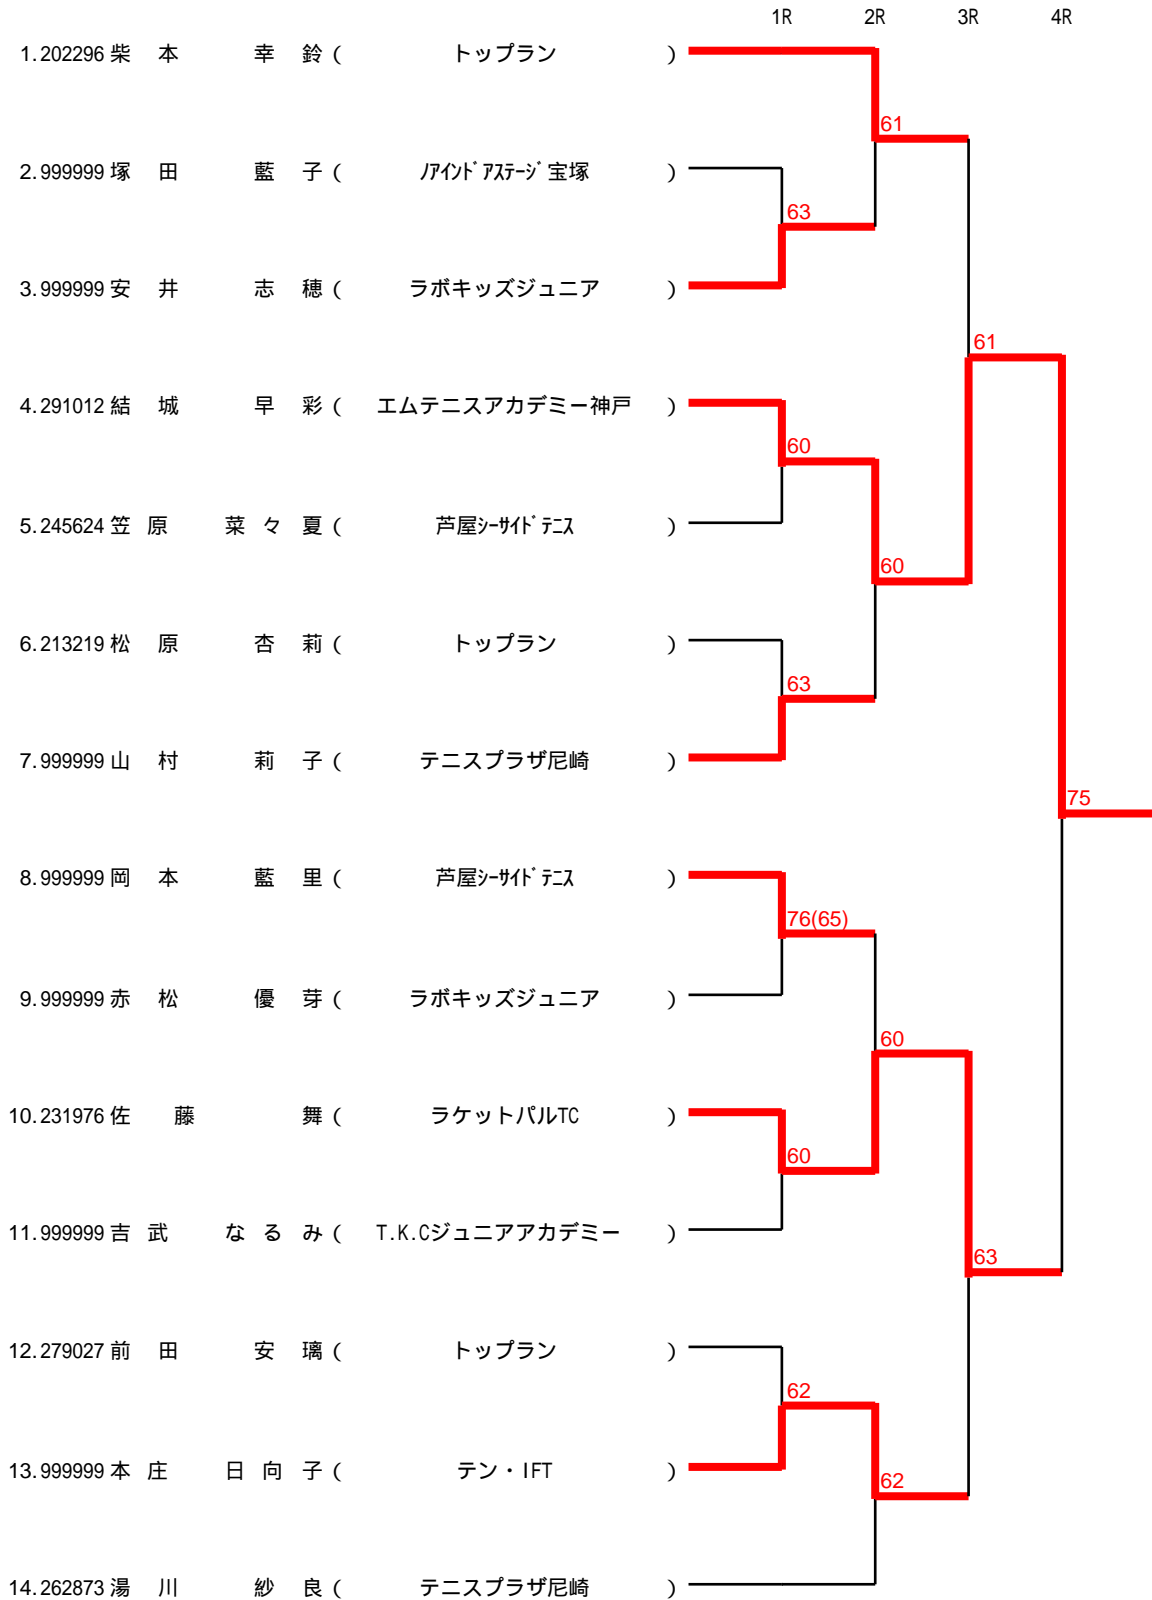 1R 2R 3R 4R
1.202296 柴 本 幸 鈴 ( トップラン )
61
2.999999 塚 田 藍 子 ( ﾉｱｲﾝﾄﾞｱｽﾃｰｼﾞ宝塚 )
63
3.999999 安 井 志 穂 ( ラボキッズジュニア )
61
4.291012 結 城 早 彩 ( エムテニスアカデミー神戸 )
60
5.245624 笠 原 菜 々 夏 ( 芦屋ｼｰｻｲﾄﾞﾃﾆｽ )
60
6.213219 松 原 杏 莉 ( トップラン )
63
7.999999 山 村 莉 子 ( テニスプラザ尼崎 )
75
8.999999 岡 本 藍 里 ( 芦屋ｼｰｻｲﾄﾞﾃﾆｽ )
76(65)
9.999999 赤 松 優 芽 ( ラボキッズジュニア )
60
10.231976 佐 藤 舞 ( ラケットパルTC )
60
11.999999 吉 武 な る み ( T.K.Cジュニアアカデミー )
63
12.279027 前 田 安 璃 ( トップラン )
62
13.999999 本 庄 日 向 子 ( テン・IFT )
62
14.262873 湯 川 紗 良 ( テニスプラザ尼崎 )